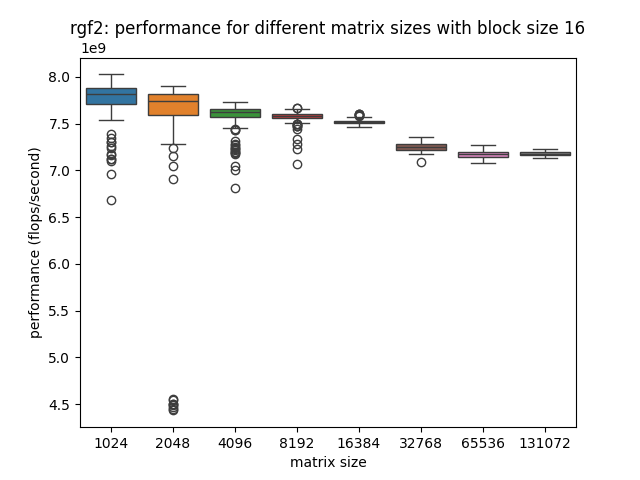 rgf2: performance for different matrix sizes with block size 16
1e9
8.0
7.5
7.0
6.5
6.0
5.5
5.0
4.5
performance (flops/second)
1024 2048 4096 8192 16384 32768 65536 131072
matrix size